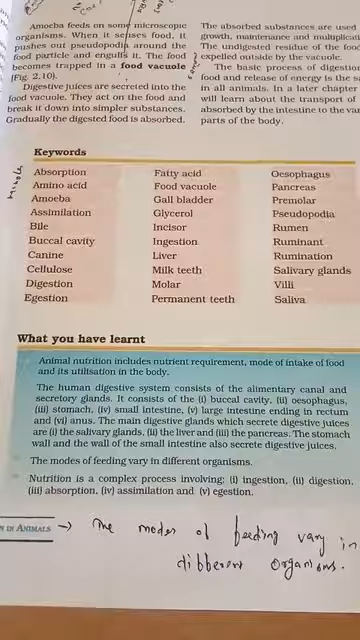 Amoeba feeds on some microscopic
organisms. When it senses food, it
pushes out pseudopodia around the
food particle and engulfs it. The food
becomes trapped in a food vacuole
[Fig. 2.10).
Digestive juices are secreted into the
food vacuole. They act on the food and
break it down into simpler substances.
Gradually the digested food is absorbed.
The absorbed substances are used
growth, maintenance and multiplicati
The undigested residue of the food
expelled outside by the vacuole.
The basic process of digestion
food and release of energy is the sa
in all animals. In a later chapter
will learn about the transport of
absorbed by the intestine to the var
parts of the body.
Keywords
Absorption
Amino acid
Amoeba
Assimilation
Bile
Buccal cavity
Canine
Cellulose
Digestion
Egestion
Fatty acid
Food vacuole
Gall bladder
Glycerol
Incisor
Ingestion
Liver
Milk teeth
Molar
Permanent teeth
Oesophagus
Pancreas
Premolar
Pseudopodia
Rumen
Ruminant
Rumination
Salivary glands
Villi
Saliva
What you have learnt
Animal nutrition includes nutrient requirement, mode of intake of food
and its utilisation in the body.
The human digestive system consists of the alimentary canal and
secretory glands. It consists of the (i) buccal cavity, (ii) oesophagus,
(iii) stomach, (iv) small intestine, (v) large intestine ending in rectum
and (vi) anus. The main digestive glands which secrete digestive juices
are (i) the salivary glands, (ii) the liver and (iii) the pancreas. The stomach
wall and the wall of the small intestine also secrete digestive juices.
The modes of feeding vary in different organisms.
Nutrition is a complex process involving: (i) ingestion, (ii) digestion,
(iii) absorption, (iv) assimilation and (v) egestion.
N IN ANIMALS → The modes of feeding vary in
different organisms.